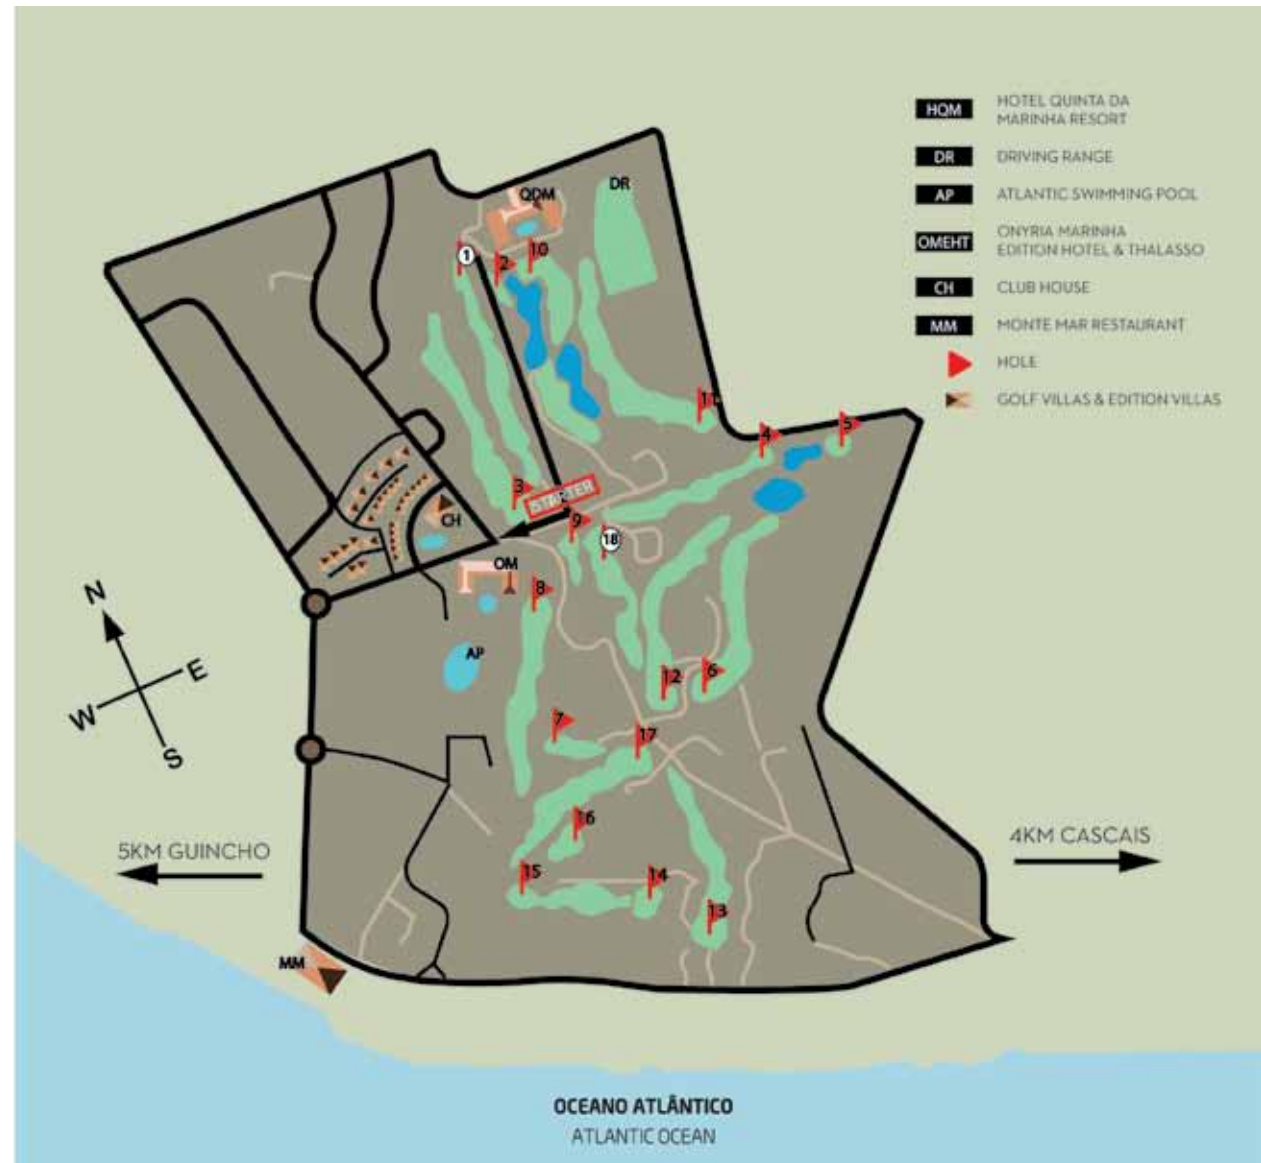 HQM HOTEL QUINTA DA
MARINHA RESORT
DR DRIVING RANGE
AP ATLANTIC SWIMMING POOL
OMEHT ONYRIA MARINHA
EDITION HOTEL & THALASSO
CH CLUB HOUSE
MM MONTE MAR RESTAURANT
HOLE
GOLF VILLAS & EDITION VILLAS
QDM
DR
1
2
10
11
4
5
3
STARTER
9
18
CH
OM
8
AP
12
6
7
17
16
15
14
13
N
E
W
S
5KM GUINCHO
4KM CASCAIS
MM
OCEANO ATLÂNTICO
ATLANTIC OCEAN